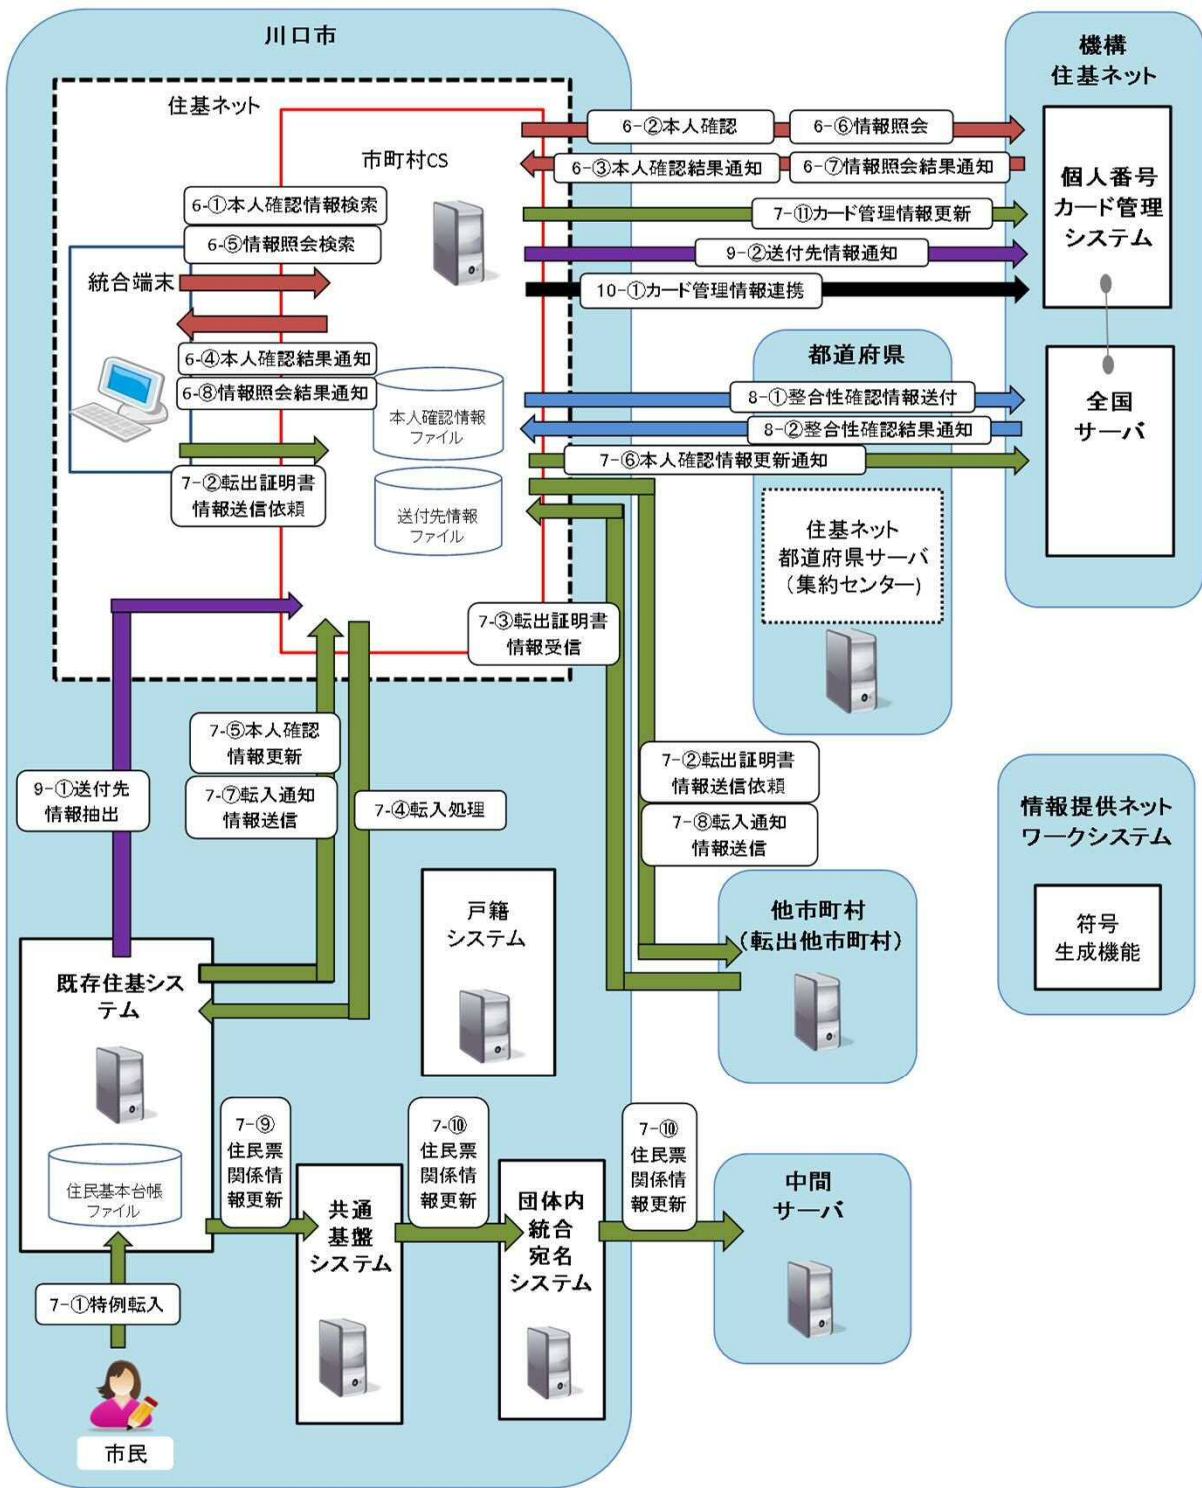 川口市
機構
住基ネット
住基ネット
市町村CS
6-②本人確認
6-⑥情報照会
6-③本人確認結果通知
6-⑦情報照会結果通知
個人番号
カード管理
システム
6-①本人確認情報検索
7-⑪カード管理情報更新
6-⑤情報照会検索
9-②送付先情報通知
統合端末
10-①カード管理情報連携
都道府県
6-④本人確認結果通知
6-⑧情報照会結果通知
8-①整合性確認情報送付
全国
サーバ
本人確認情報
ファイル
8-②整合性確認結果通知
7-⑥本人確認情報更新通知
7-②転出証明書
情報送信依頼
送付先情報
ファイル
住基ネット
都道府県サーバ
（集約センター）
7-③転出証明書
情報受信
7-⑤本人確認
情報更新
7-②転出証明書
情報送信依頼
9-①送付先
情報抽出
7-⑦転入通知
情報送信
7-④転入処理
7-⑧転入通知
情報送信
情報提供ネット
ワークシステム
戸籍
システム
他市町村
（転出他市町村）
符号
生成機能
既存住基シス
テム
7-⑨
住民票
関係情
報更新
7-⑩
住民票
関係情
報更新
7-⑩
住民票
関係情
報更新
住民基本台帳
ファイル
共通
基盤
システム
団体内
統合
宛名
システム
中間
サーバ
7-①特例転入
市民